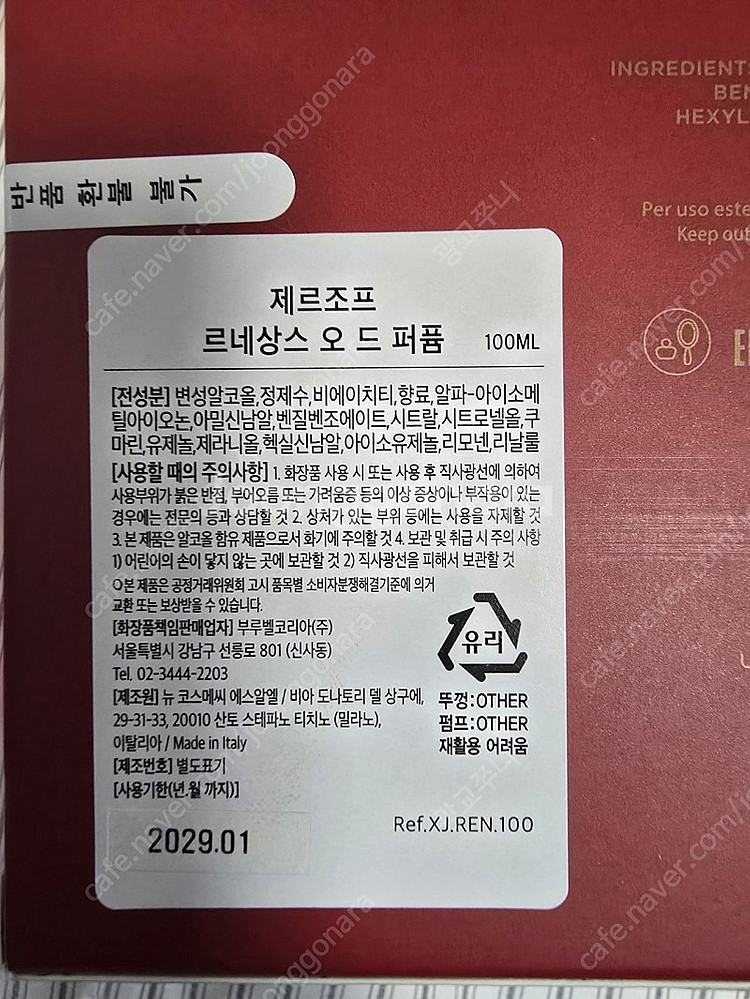 INGREDIENTS
BEN
HEXYL
반품 환불 불가
Per uso este
Keep out
제르조프
르네상스 오 드 퍼퓸 100ML
[전성분] 변성알코올,정제수,비에이치티,향료,알파-아이소메
틸아이오논,아밀신남알,벤질벤조에이트,시트랄,시트로넬올,쿠
마린,유제놀,제라니올,헥실신남알,아이소유제놀,리모넨,리날룰
[사용할 때의 주의사항] 1. 화장품 사용 시 또는 사용 후 직사광선에 의하여
사용부위가 붉은 반점, 부어오름 또는 가려움증 등의 이상 증상이나 부작용이 있는
경우에는 전문의 등과 상담할 것 2. 상처가 있는 부위 등에는 사용을 자제할 것
3. 본 제품은 알코올 함유 제품으로서 화기에 주의할 것 4. 보관 및 취급 시 주의 사항
1) 어린이의 손이 닿지 않는 곳에 보관할 것 2) 직사광선을 피해서 보관할 것
○본 제품은 공정거래위원회 고시 품목별 소비자분쟁해결기준에 의거
교환 또는 보상받을 수 있습니다.
[화장품책임판매업자] 부루벨코리아(주)
서울특별시 강남구 선릉로 801 (신사동)
Tel. 02-3444-2203
[제조원] 뉴 코스메씨 에스알엘 / 비아 도나토리 델 상구에,
29-31-33, 20010 산토 스테파노 티치노 (밀라노),
이탈리아 / Made in Italy
[제조번호] 별도표기
[사용기한(년.월 까지)]
2029.01
유리
뚜껑:OTHER
펌프:OTHER
재활용 어려움
Ref.XJ.REN.100
cafe.naver.com/joonggonara
광교주니